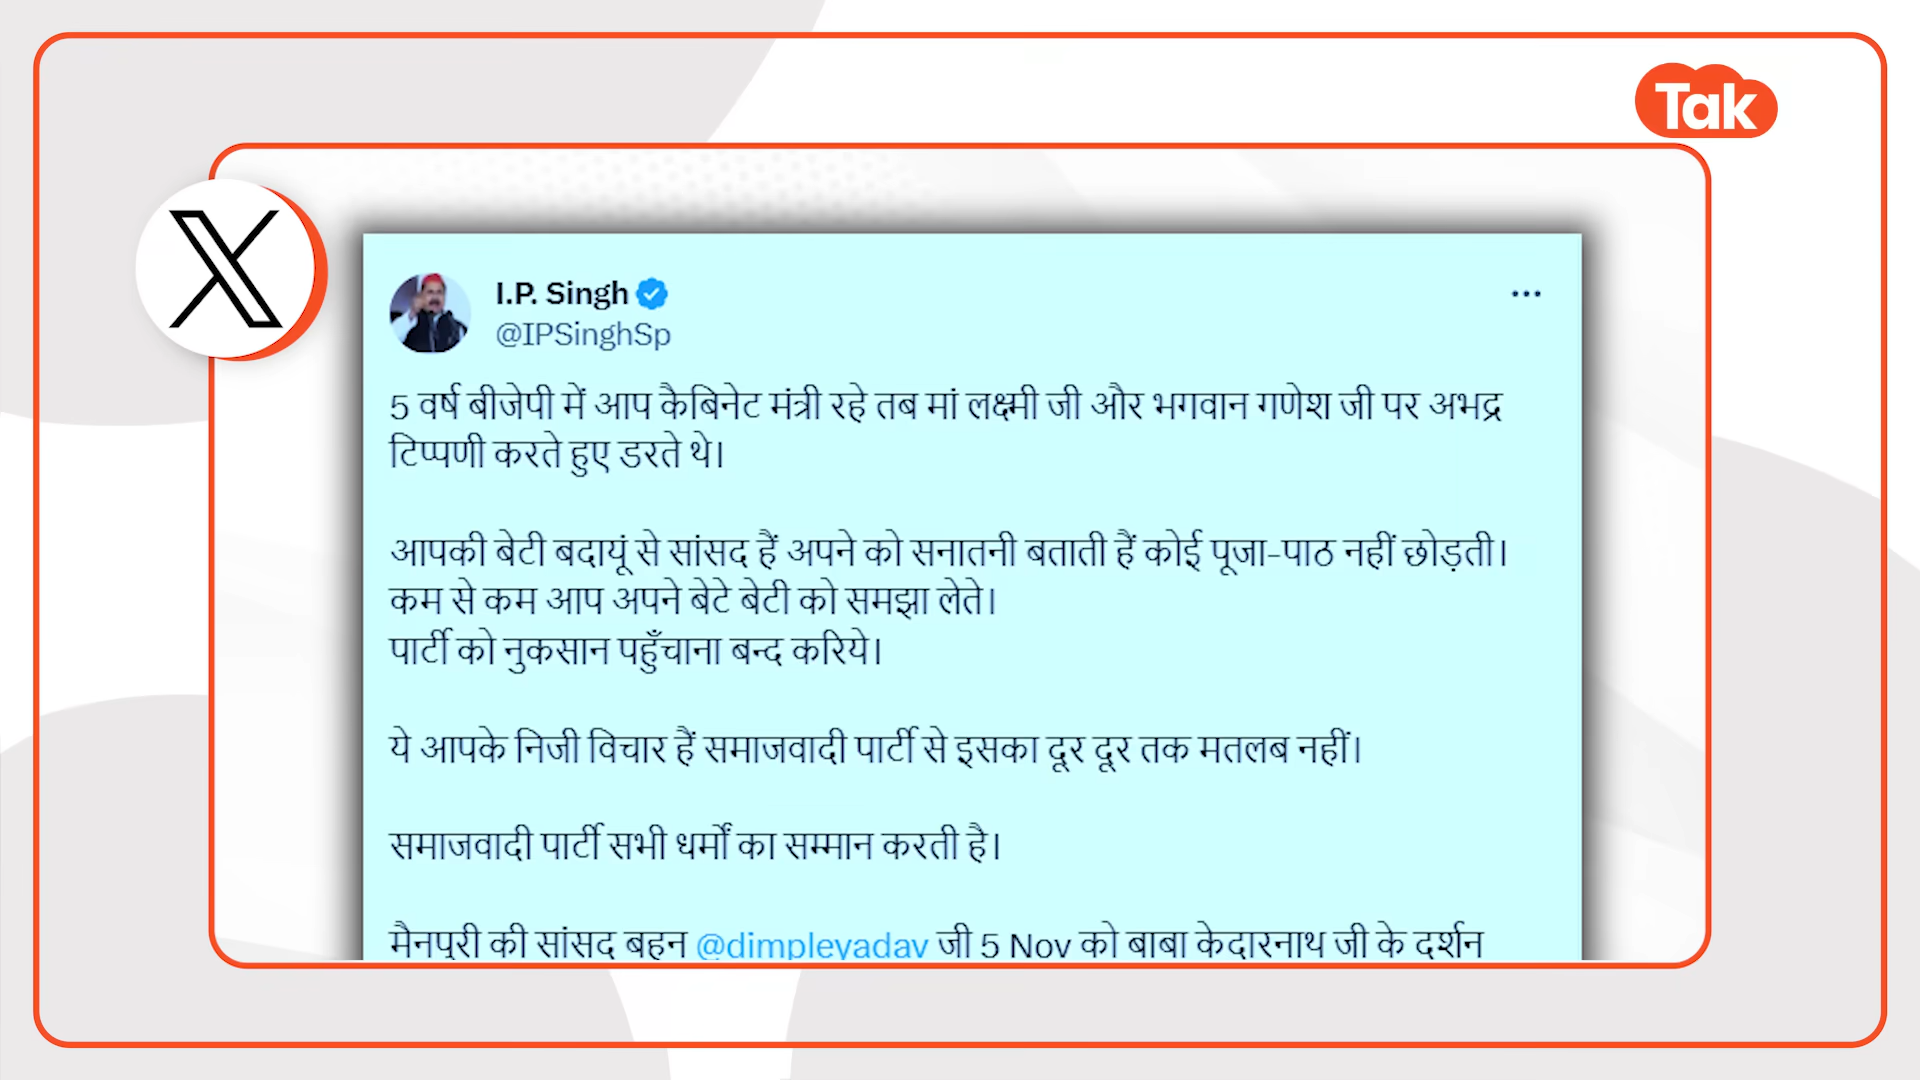 Tak
I.P. Singh
@IPSinghSp
5 वर्ष बीजेपी में आप कैबिनेट मंत्री रहे तब मां लक्ष्मी जी और भगवान गणेश जी पर अभद्र
टिप्पणी करते हुए डरते थे।
आपकी बेटी बदायूं से सांसद हैं अपने को सनातनी बताती हैं कोई पूजा-पाठ नहीं छोड़ती।
कम से कम आप अपने बेटे बेटी को समझा लेते।
पार्टी को नुकसान पहुँचाना बन्द करिये।
ये आपके निजी विचार हैं समाजवादी पार्टी से इसका दूर दूर तक मतलब नहीं।
समाजवादी पार्टी सभी धर्मों का सम्मान करती है।
मैनपुरी की सांसद बहन @dimpleyadav जी 5 Nov को बाबा केदारनाथ जी के दर्शन